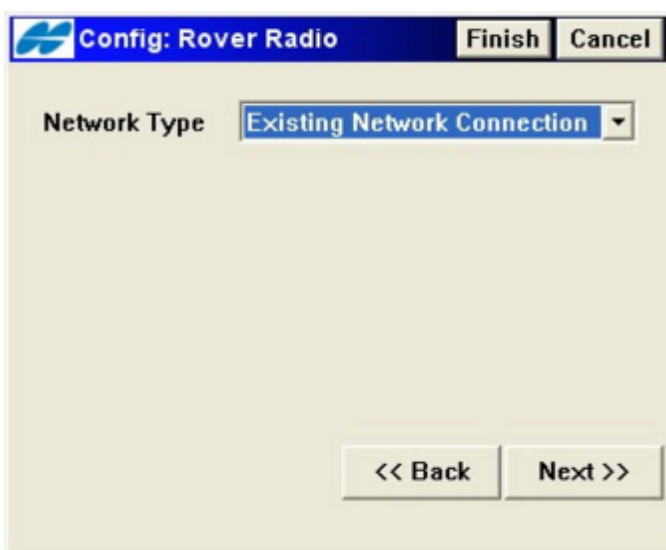 Config: Rover Radio Finish Cancel
Network Type Existing Network Connection
<< Back Next >>